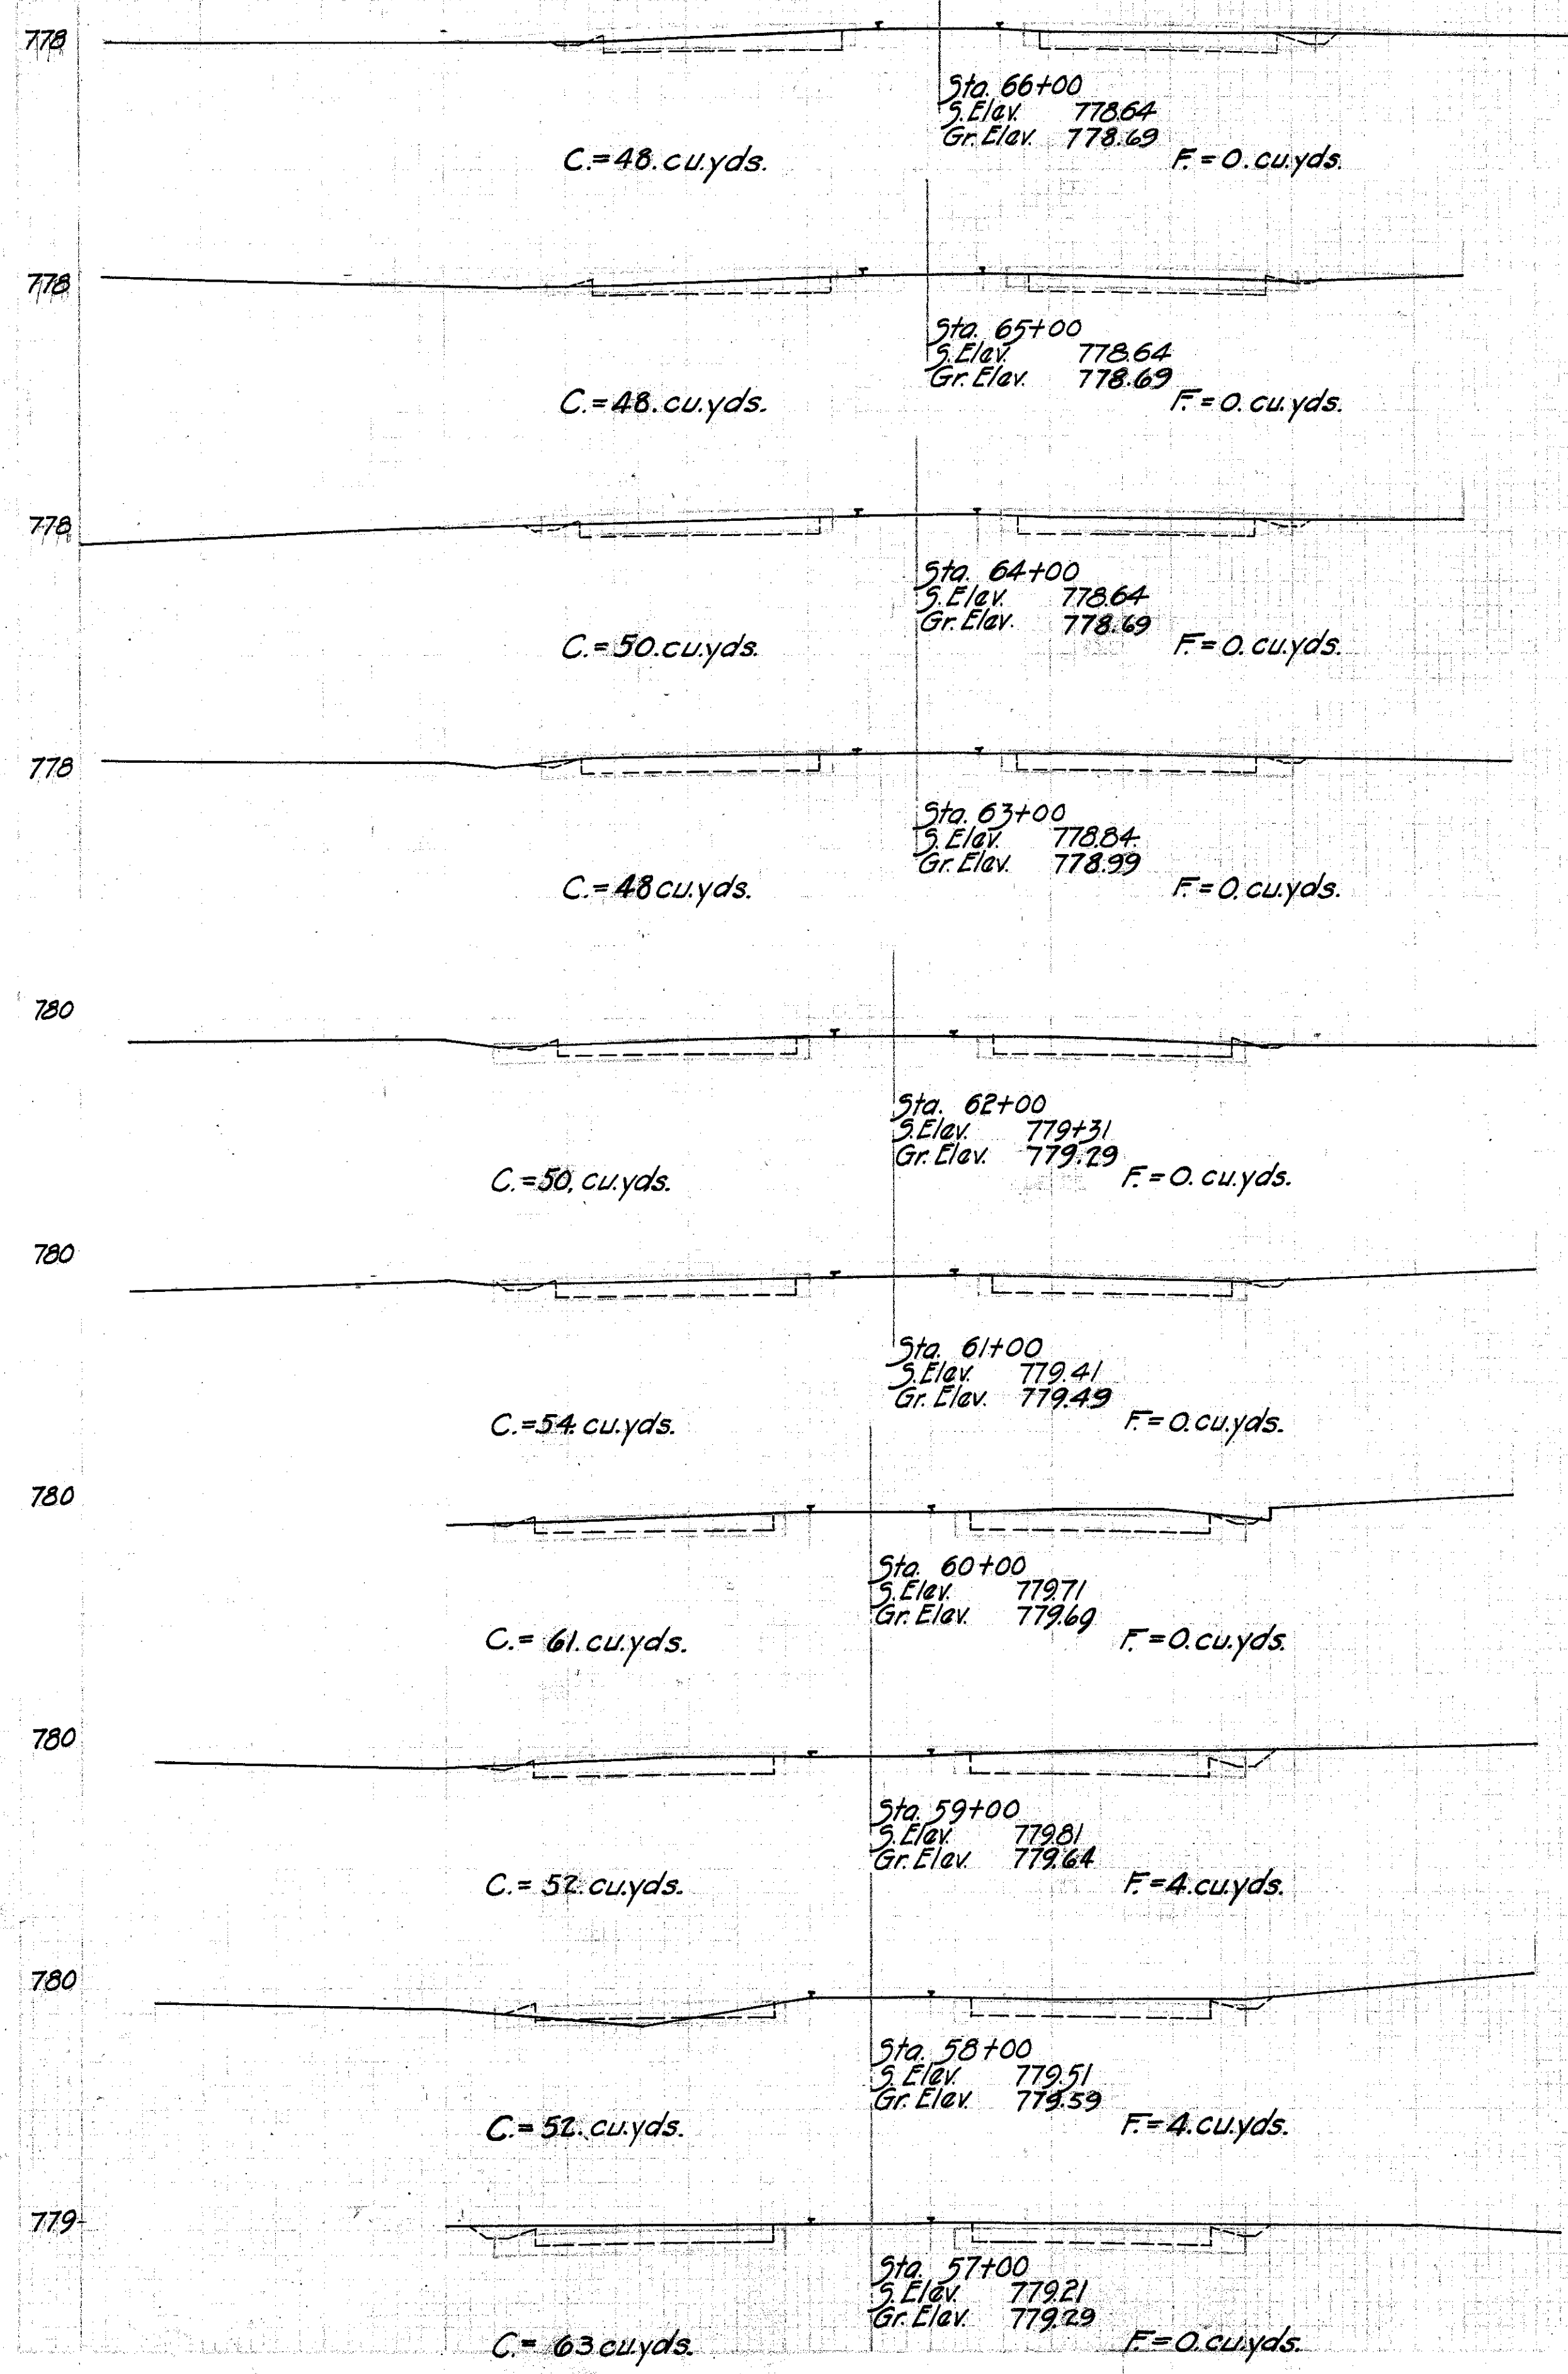 778
Sta. 66+00
S.Elev. 778.64
Gr.Elev. 778.69
C.=48.cu.yds. F.=0.cu.yds.
778
Sta. 65+00
S.Elev. 778.64
Gr.Elev. 778.69
C.=48.cu.yds. F.=0.cu.yds.
778
Sta. 64+00
S.Elev. 778.64
Gr.Elev. 778.69
C.=50.cu.yds. F.=0.cu.yds.
778
Sta. 63+00
S.Elev. 778.84
Gr.Elev. 778.99
C.=48cu.yds. F.=0.cu.yds.
780
Sta. 62+00
S.Elev. 779+31
Gr.Elev. 779.29
C.=50.cu.yds. F.=0.cu.yds.
780
Sta. 61+00
S.Elev. 779.41
Gr.Elev. 779.49
C.=54.cu.yds. F.=0.cu.yds.
780
Sta. 60+00
S.Elev. 779.71
Gr.Elev. 779.69
C.=61.cu.yds. F.=0.cu.yds.
780
Sta. 59+00
S.Elev. 779.81
Gr.Elev. 779.64
C.=52.cu.yds. F.=4.cu.yds.
780
Sta. 58+00
S.Elev. 779.51
Gr.Elev. 779.59
C.=52.cu.yds. F.=4.cu.yds.
779
Sta. 57+00
S.Elev. 779.21
Gr.Elev. 779.29
C.=63cu.yds. F.=0.cu.yds.